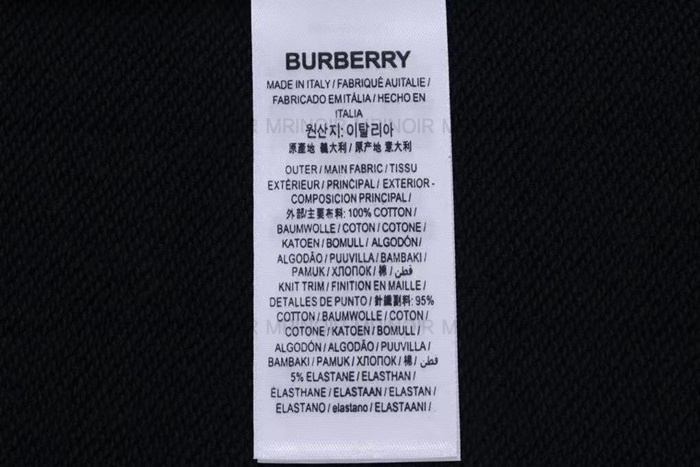 BURBERRY
MADE IN ITALY / FABRIQUÉ AUITALIE /
FABRICADO EM ITÁLIA / HECHO EN
ITALIA
MRINOIR MRINOIR
원산지: 이탈리아
原產地 義大利 / 原产地 意大利
OUTER / MAIN FABRIC / TISSU
EXTÉRIEUR / PRINCIPAL / EXTERIOR -
COMPOSICION PRINCIPAL /
外部/主要布料: 100% COTTON /
BAUMWOLLE / COTON / COTONE /
KATOEN / BOMULL / ALGODÓN /
ALGODÃO / PUUVILLA / BAMBAKI /
PAMUK / ХЛОПОК / 棉 / قطن /
KNIT TRIM / FINITION EN MAILLE /
DETALLES DE PUNTO / 針織副料: 95%
COTTON / BAUMWOLLE / COTON /
COTONE / KATOEN / BOMULL /
ALGODÓN / ALGODÃO / PUUVILLA /
BAMBAKI / PAMUK / ХЛОПОК / 棉 / قطن /
5% ELASTANE / ELASTHAN /
ÉLASTHANE / ELASTAAN / ELASTAN /
ELASTANO / elastano / ELASTAANI /